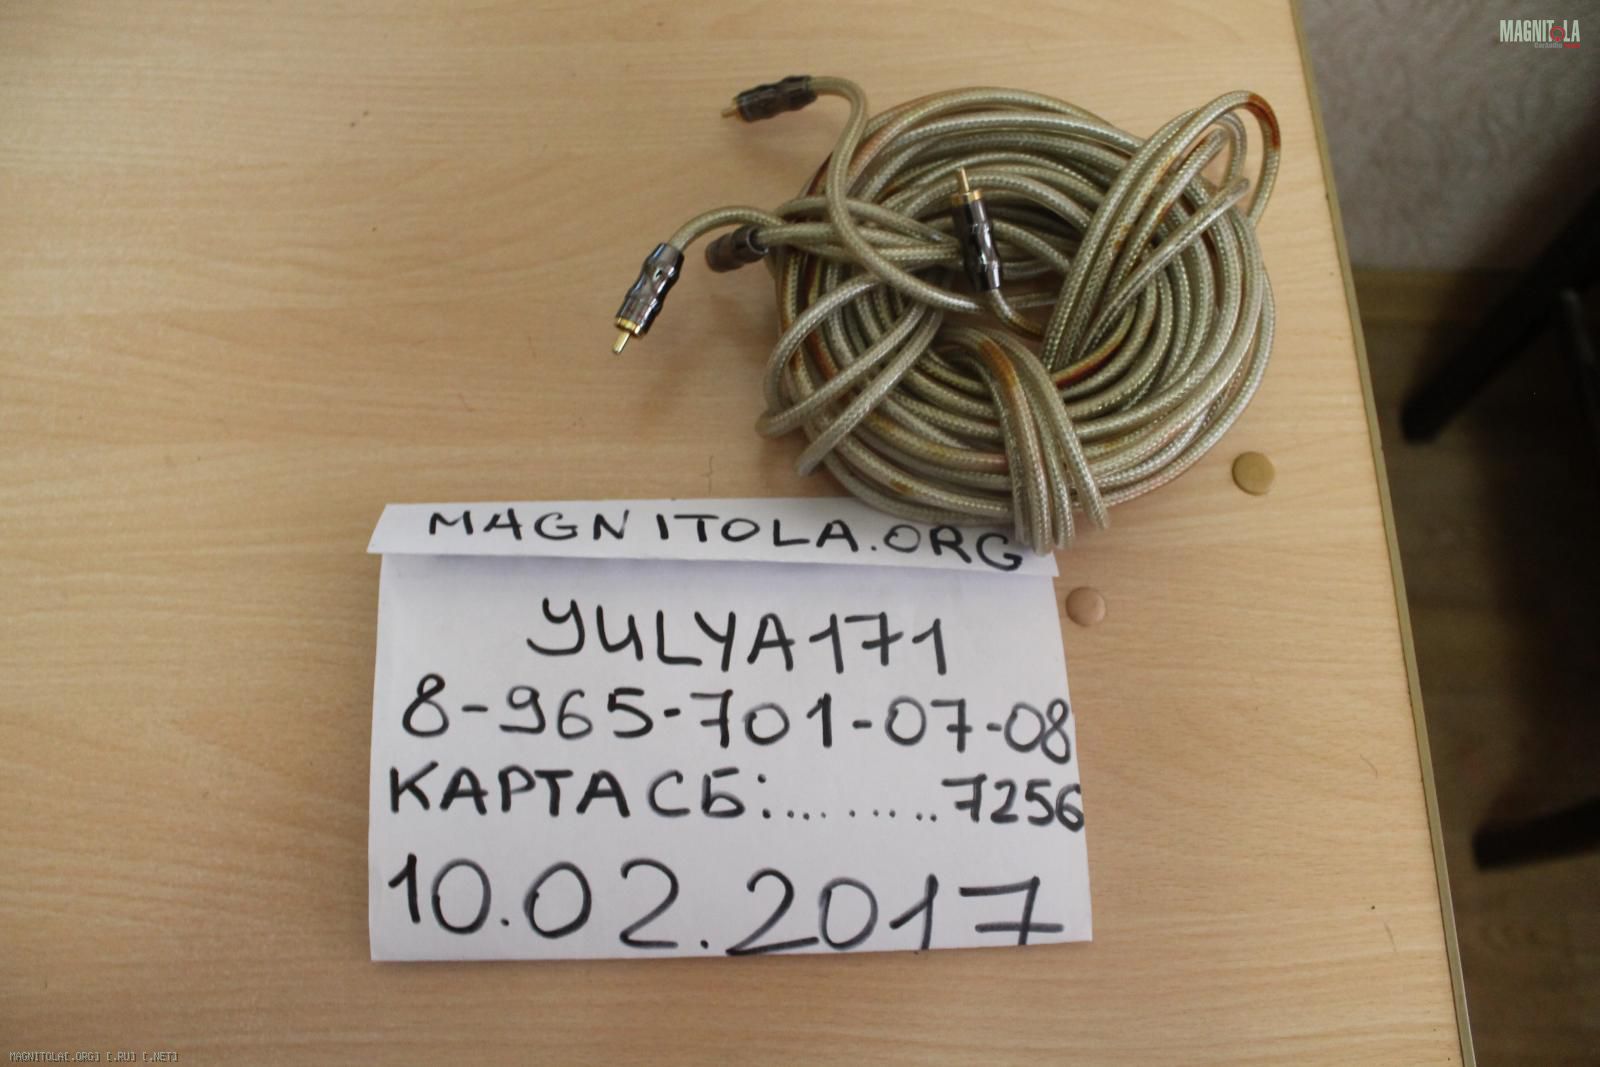 MAGNITOLA
MAGNITOLA.ORG
YULYA171
8-965-701-07-08
КАРТА СБ:........7256
10.02.2017
MAGNITOLA[.ORG] [.RU] [.NET]